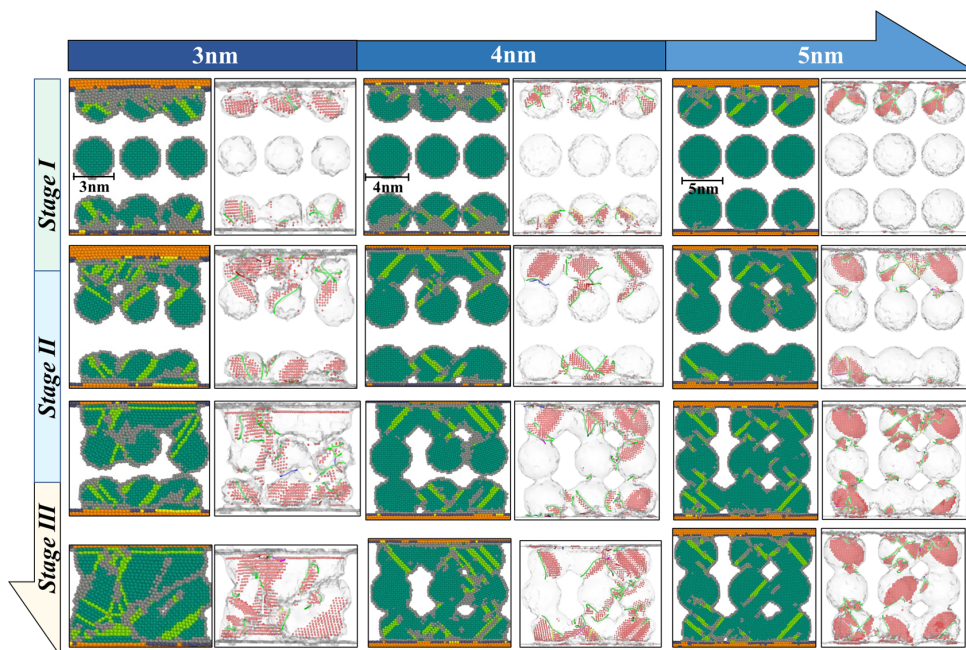 3nm 4nm 5nm
Stage I
3nm
4nm
5nm
Stage II
Stage III